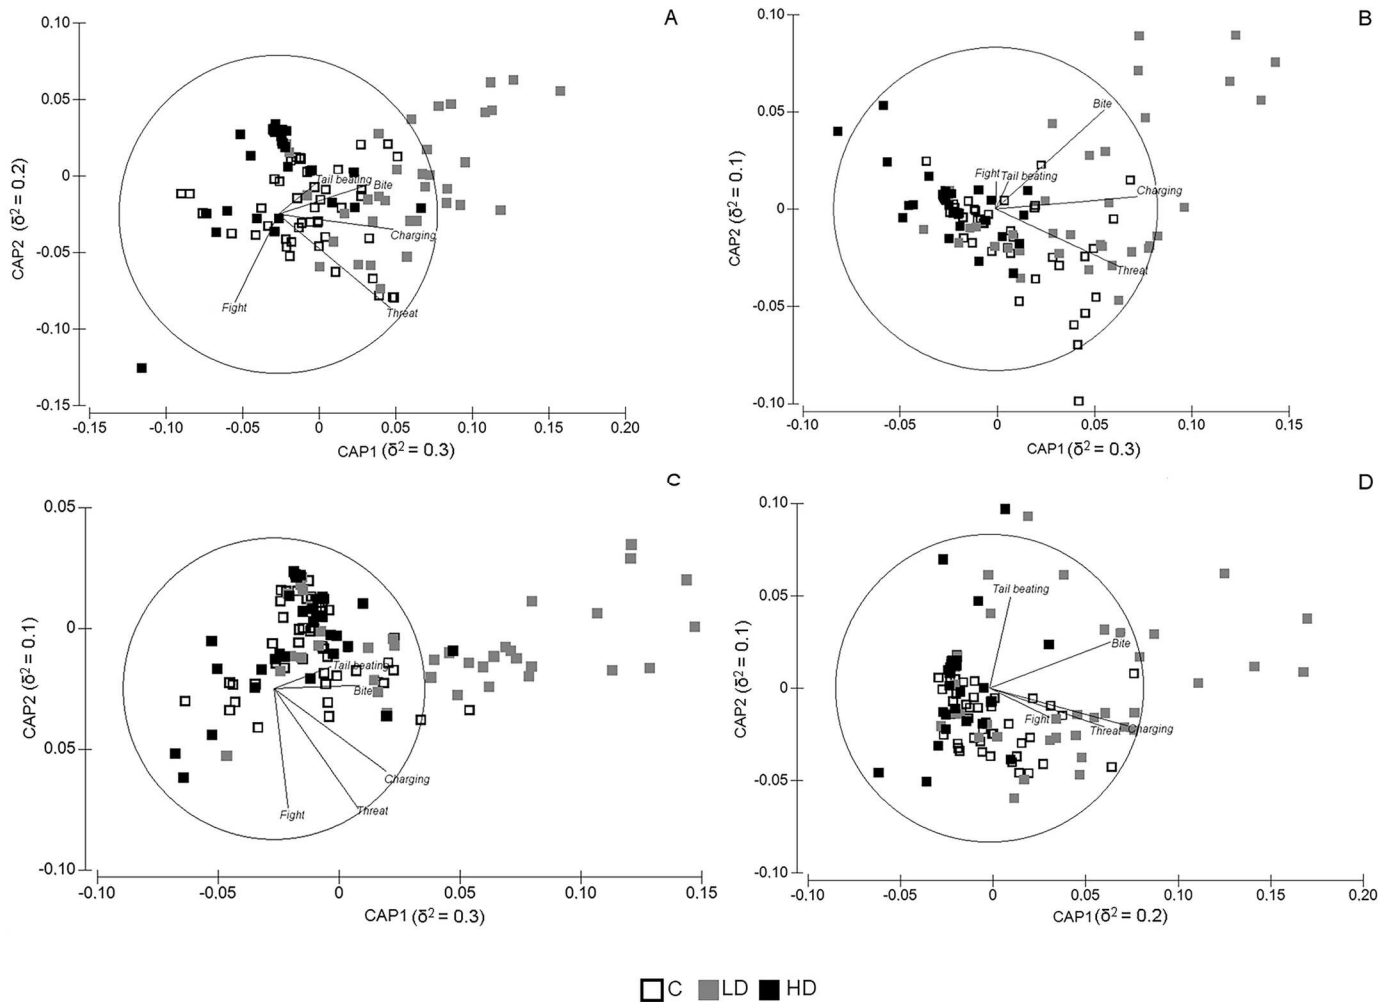 A
0.10
0.05
0
-0.05
-0.10
-0.15
CAP2 (δ² = 0.2)
Tail beating
Bite
Charging
Fight
Threat
-0.15
-0.10
-0.05
0
0.05
0.10
0.15
0.20
CAP1 (δ² = 0.3)
B
0.10
0.05
0
-0.05
-0.10
CAP2 (δ² = 0.1)
Bite
Fight
Tail beating
Charging
Threat
-0.10
-0.05
0
0.05
0.10
0.15
CAP1 (δ² = 0.3)
C
0.05
0
0.05
-0.10
CAP2 (δ² = 0.1)
Tail beating
Bite
Charging
Threat
Fight
-0.10
-0.05
0
0.05
0.10
0.15
CAP1 (δ² = 0.3)
D
0.10
0.05
0
-0.05
-0.10
CAP2 (δ² = 0.1)
Tail beating
Bite
Fight
Threat
Charging
-0.10
-0.05
0
0.05
0.10
0.15
0.20
CAP1 (δ² = 0.2)
C LD HD